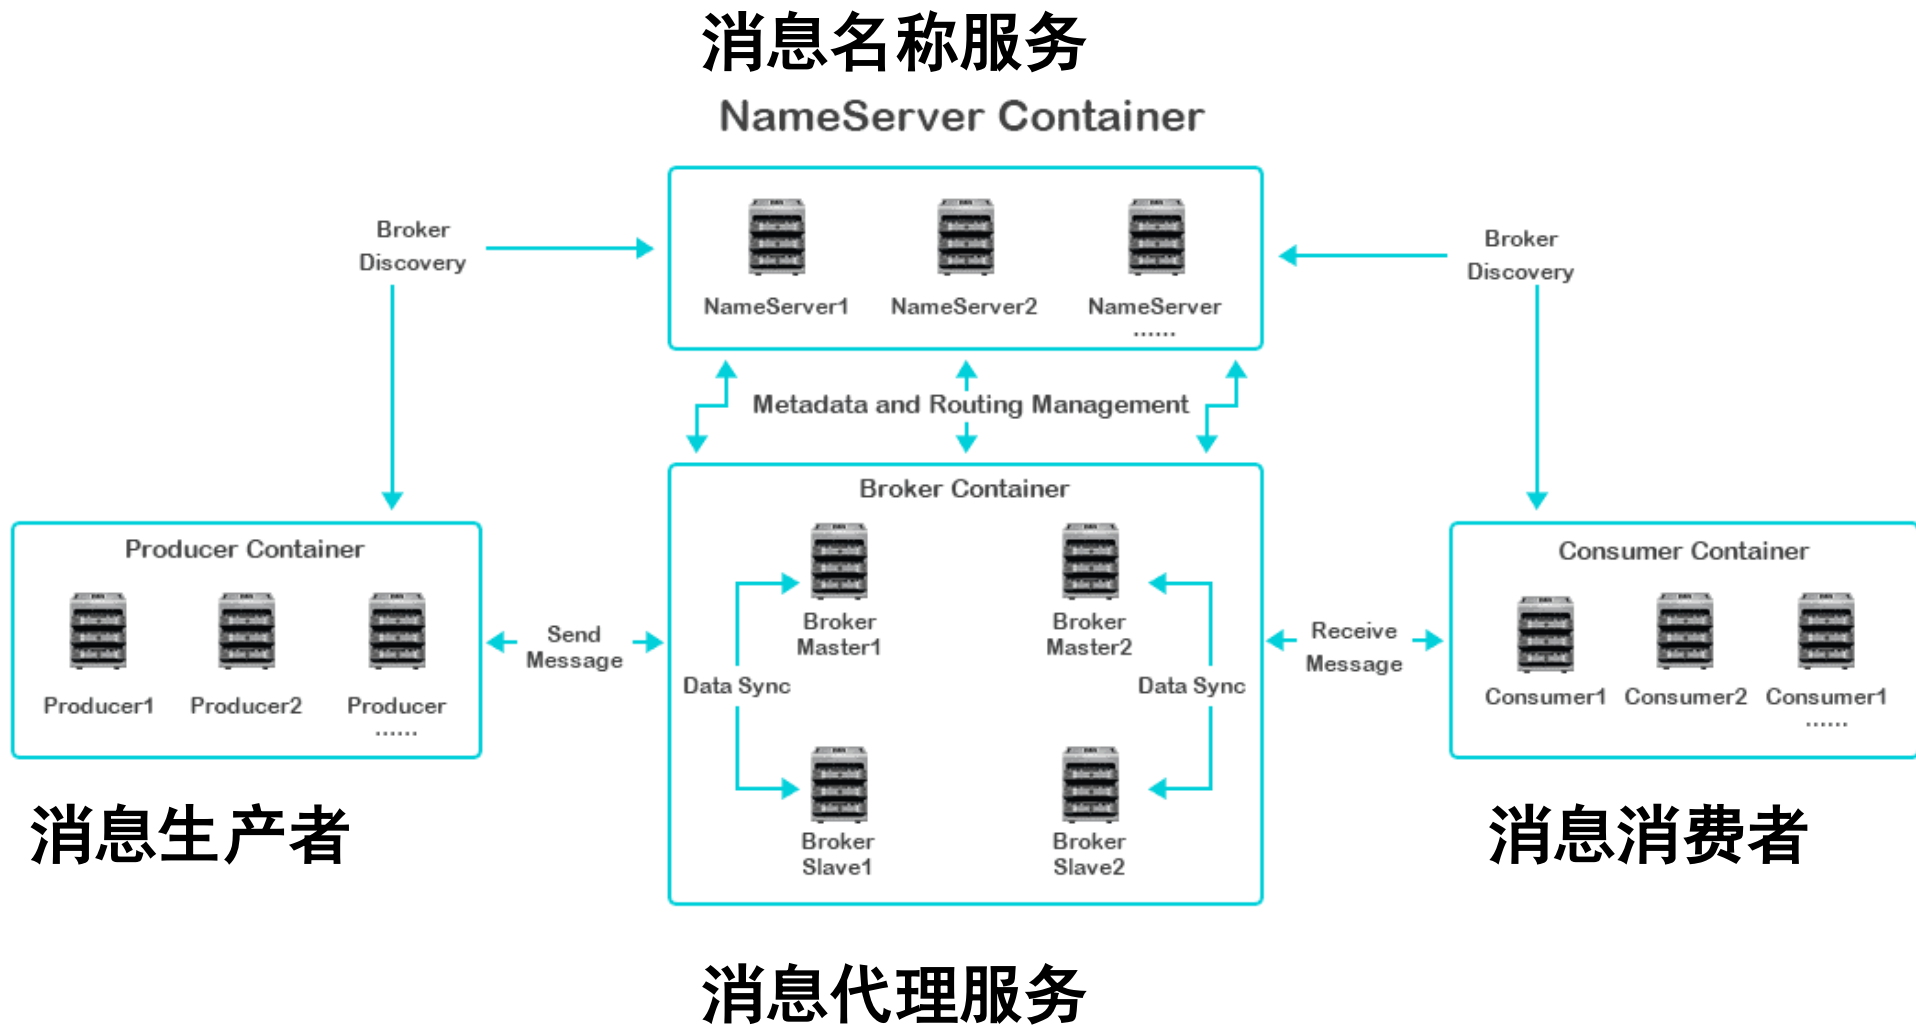 消息名称服务
NameServer Container
NameServer1
NameServer2
NameServer
......
Broker
Discovery
Broker
Discovery
Metadata and Routing Management
Producer Container
Producer1
Producer2
Producer
......
消息生产者
Send
Message
Broker Container
Broker
Master1
Broker
Master2
Data Sync
Data Sync
Broker
Slave1
Broker
Slave2
消息代理服务
Receive
Message
Consumer Container
Consumer1
Consumer2
Consumer1
......
消息消费者